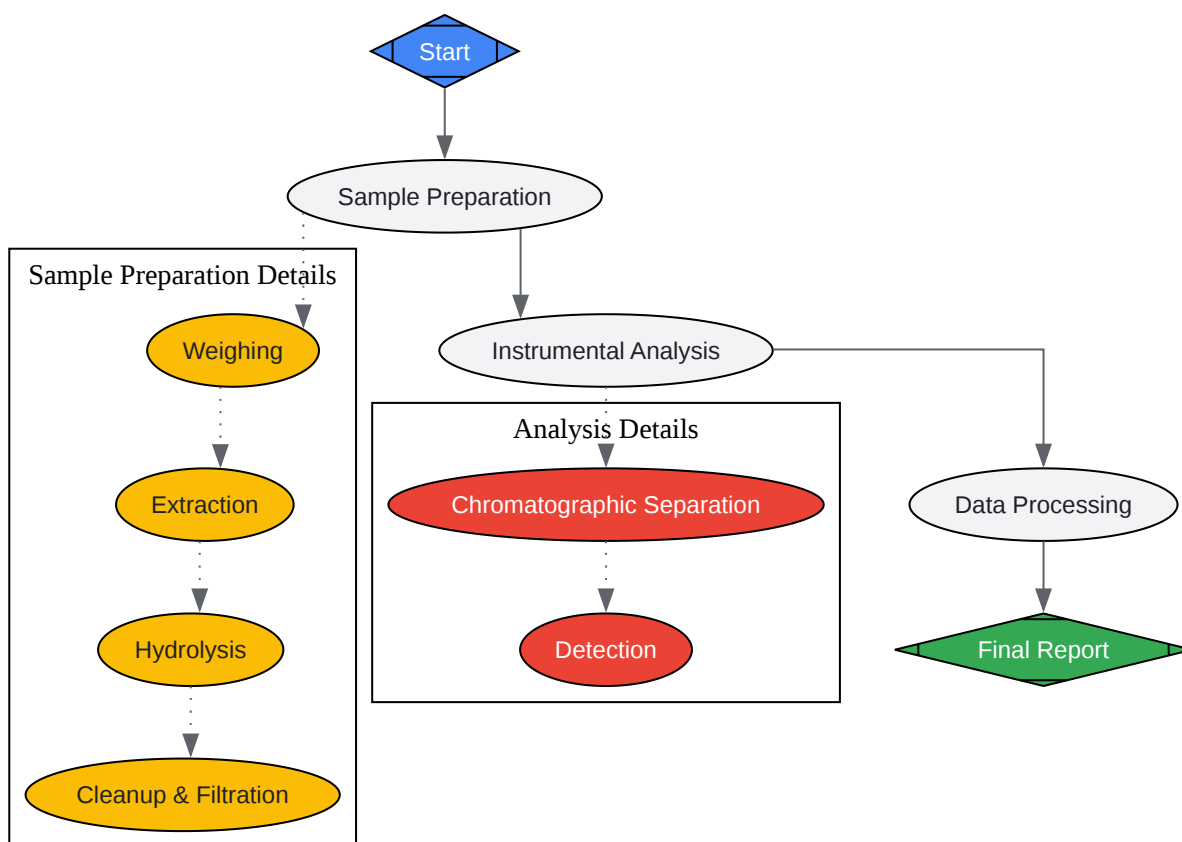 Start
Sample Preparation
Sample Preparation Details
Weighing
Instrumental Analysis
Analysis Details
Extraction
Chromatographic Separation
Data Processing
Hydrolysis
Detection
Final Report
Cleanup & Filtration